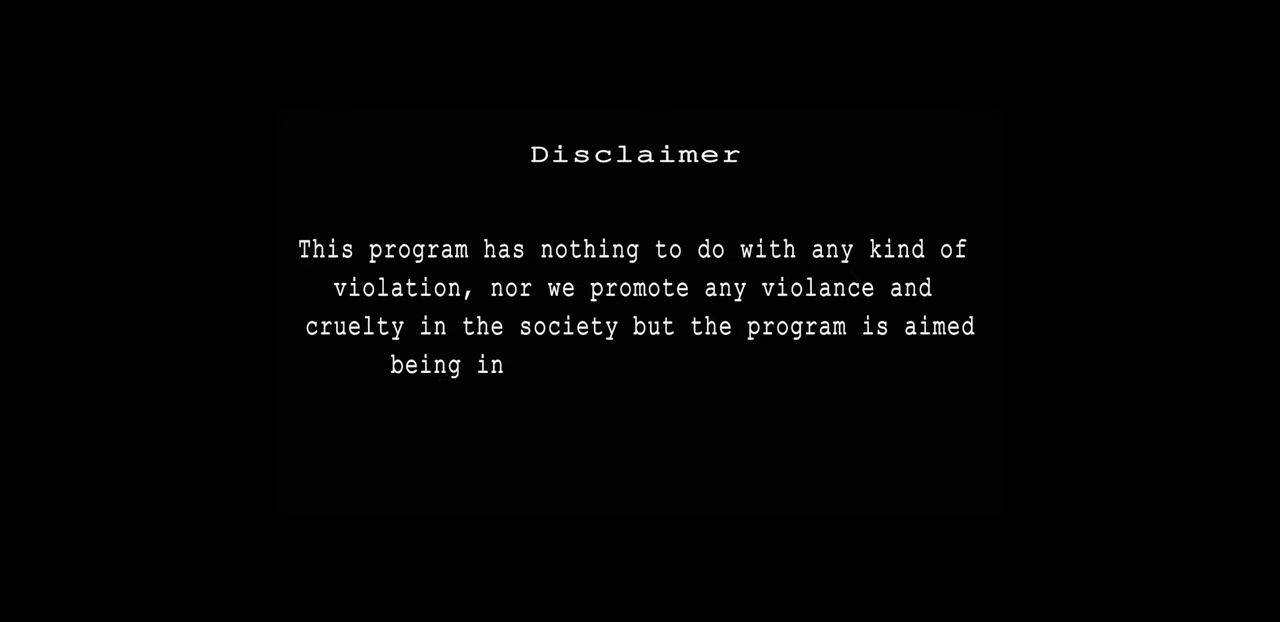 Disclaimer
This program has nothing to do with any kind of
violation, nor we promote any violance and
cruelty in the society but the program is aimed
being in